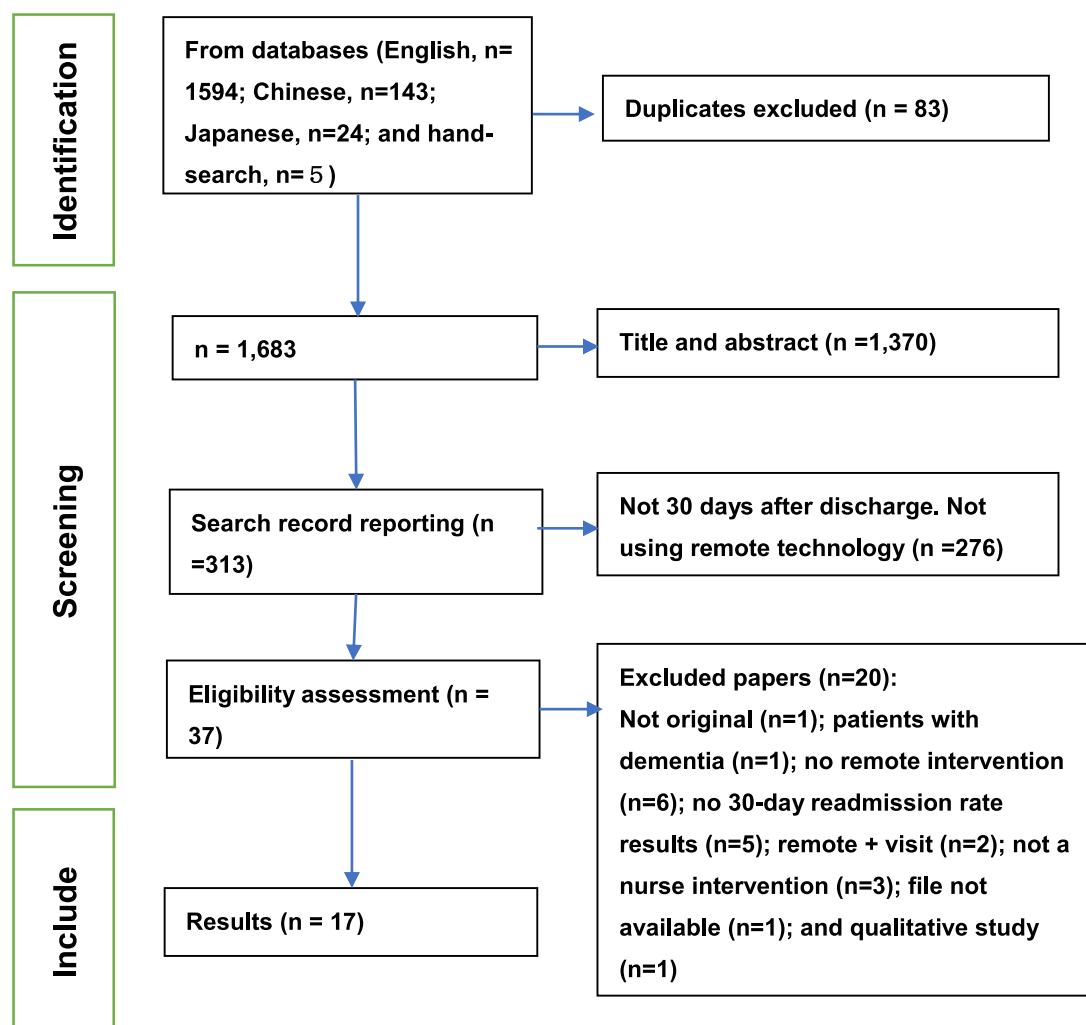 Identification
From databases (English, n=
1594; Chinese, n=143;
Japanese, n=24; and hand-
search, n= 5 )
Duplicates excluded (n = 83)
Screening
n = 1,683
Title and abstract (n =1,370)
Search record reporting (n
=313)
Not 30 days after discharge. Not
using remote technology (n =276)
Eligibility assessment (n =
37)
Excluded papers (n=20):
Not original (n=1); patients with
dementia (n=1); no remote intervention
(n=6); no 30-day readmission rate
results (n=5); remote + visit (n=2); not a
nurse intervention (n=3); file not
available (n=1); and qualitative study
(n=1)
Include
Results (n = 17)